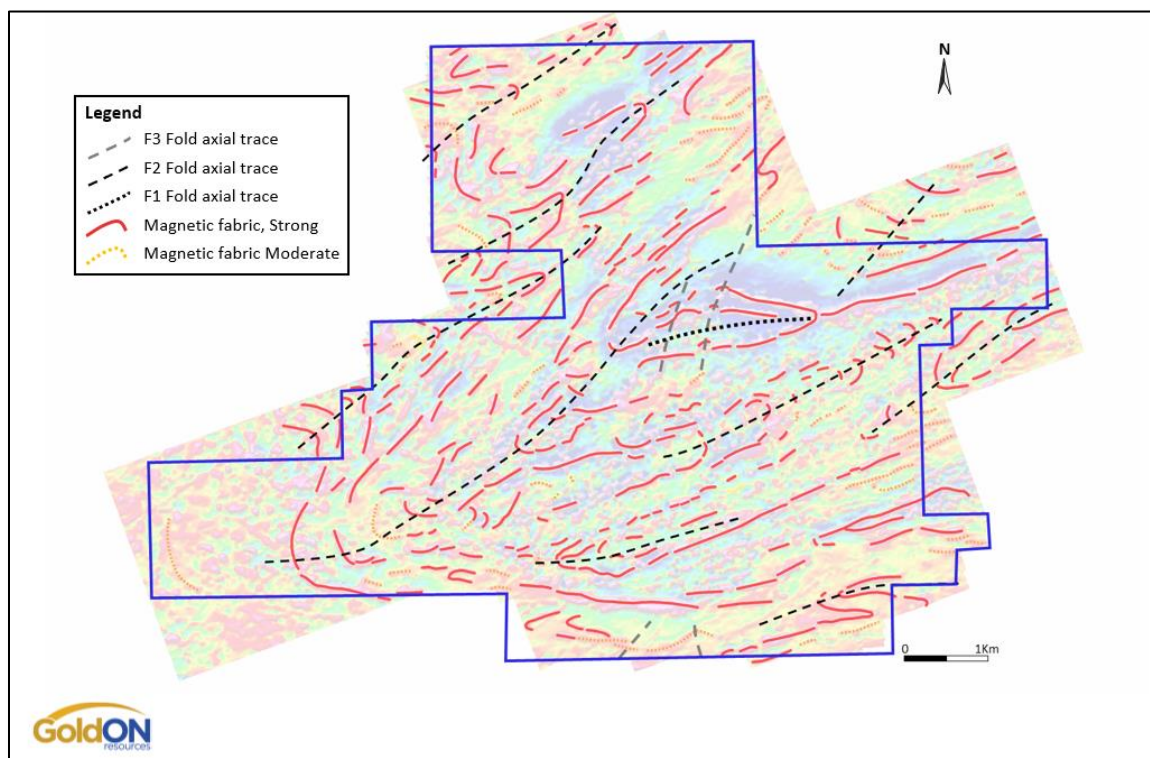 N
Legend
F3 Fold axial trace
F2 Fold axial trace
F1 Fold axial trace
Magnetic fabric, Strong
Magnetic fabric Moderate
0 1Km
GoldON
resources